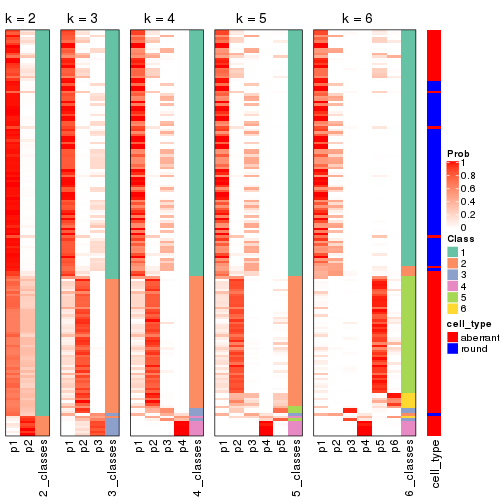 k = 2 k = 3 k = 4 k = 5 k = 6
Prob
1
0.8
0.6
0.4
0.2
0
Class
1
2
3
4
5
6
cell_type
aberrant
round
p1 p2 2_classes p1 p2 p3 3_classes p1 p2 p3 p4 4_classes p1 p2 p3 p4 p5 5_classes p1 p2 p3 p4 p5 p6 6_classes cell_type